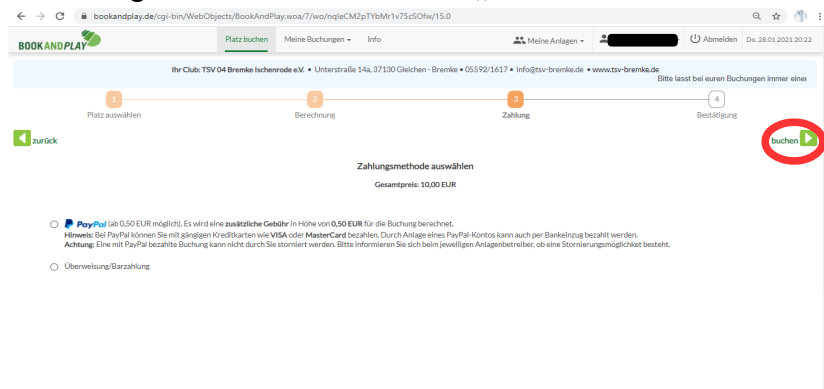 bookandplay.de/cgi-bin/WebObjects/BookAndPlay.woa/7/wo/nqleCM2pTYbMr1v75cSOfw/15.0
BOOKANDPLAY Platz buchen Meine Buchungen Info Meine Anlagen Abmelden Do. 28.01.2021 20:22
Ihr Club: TSV 04 Bremke Ischenrode e.V. • Unterstraße 14a, 37130 Gleichen - Bremke • 05592/1617 • info@tsv-bremke.de • www.tsv-bremke.de
Bitte lasst bei euren Buchungen immer einer
1 2 3 4
Platz auswählen Berechnung Zahlung Bestätigung
zurück buchen
Zahlungsmethode auswählen
Gesamtpreis: 10,00 EUR
PayPal (ab 0,50 EUR möglich). Es wird eine zusätzliche Gebühr in Höhe von 0,50 EUR für die Buchung berechnet.
Hinweis: Bei PayPal können Sie mit gängigen Kreditkarten wie VISA oder MasterCard bezahlen. Durch Anlage eines PayPal-Kontos kann auch per Bankeinzug bezahlt werden.
Achtung: Eine mit PayPal bezahlte Buchung kann nicht durch Sie storniert werden. Bitte informieren Sie sich beim jeweiligen Anlagenbetreiber, ob eine Stornierungsmöglichket besteht.
Überweisung/Barzahlung